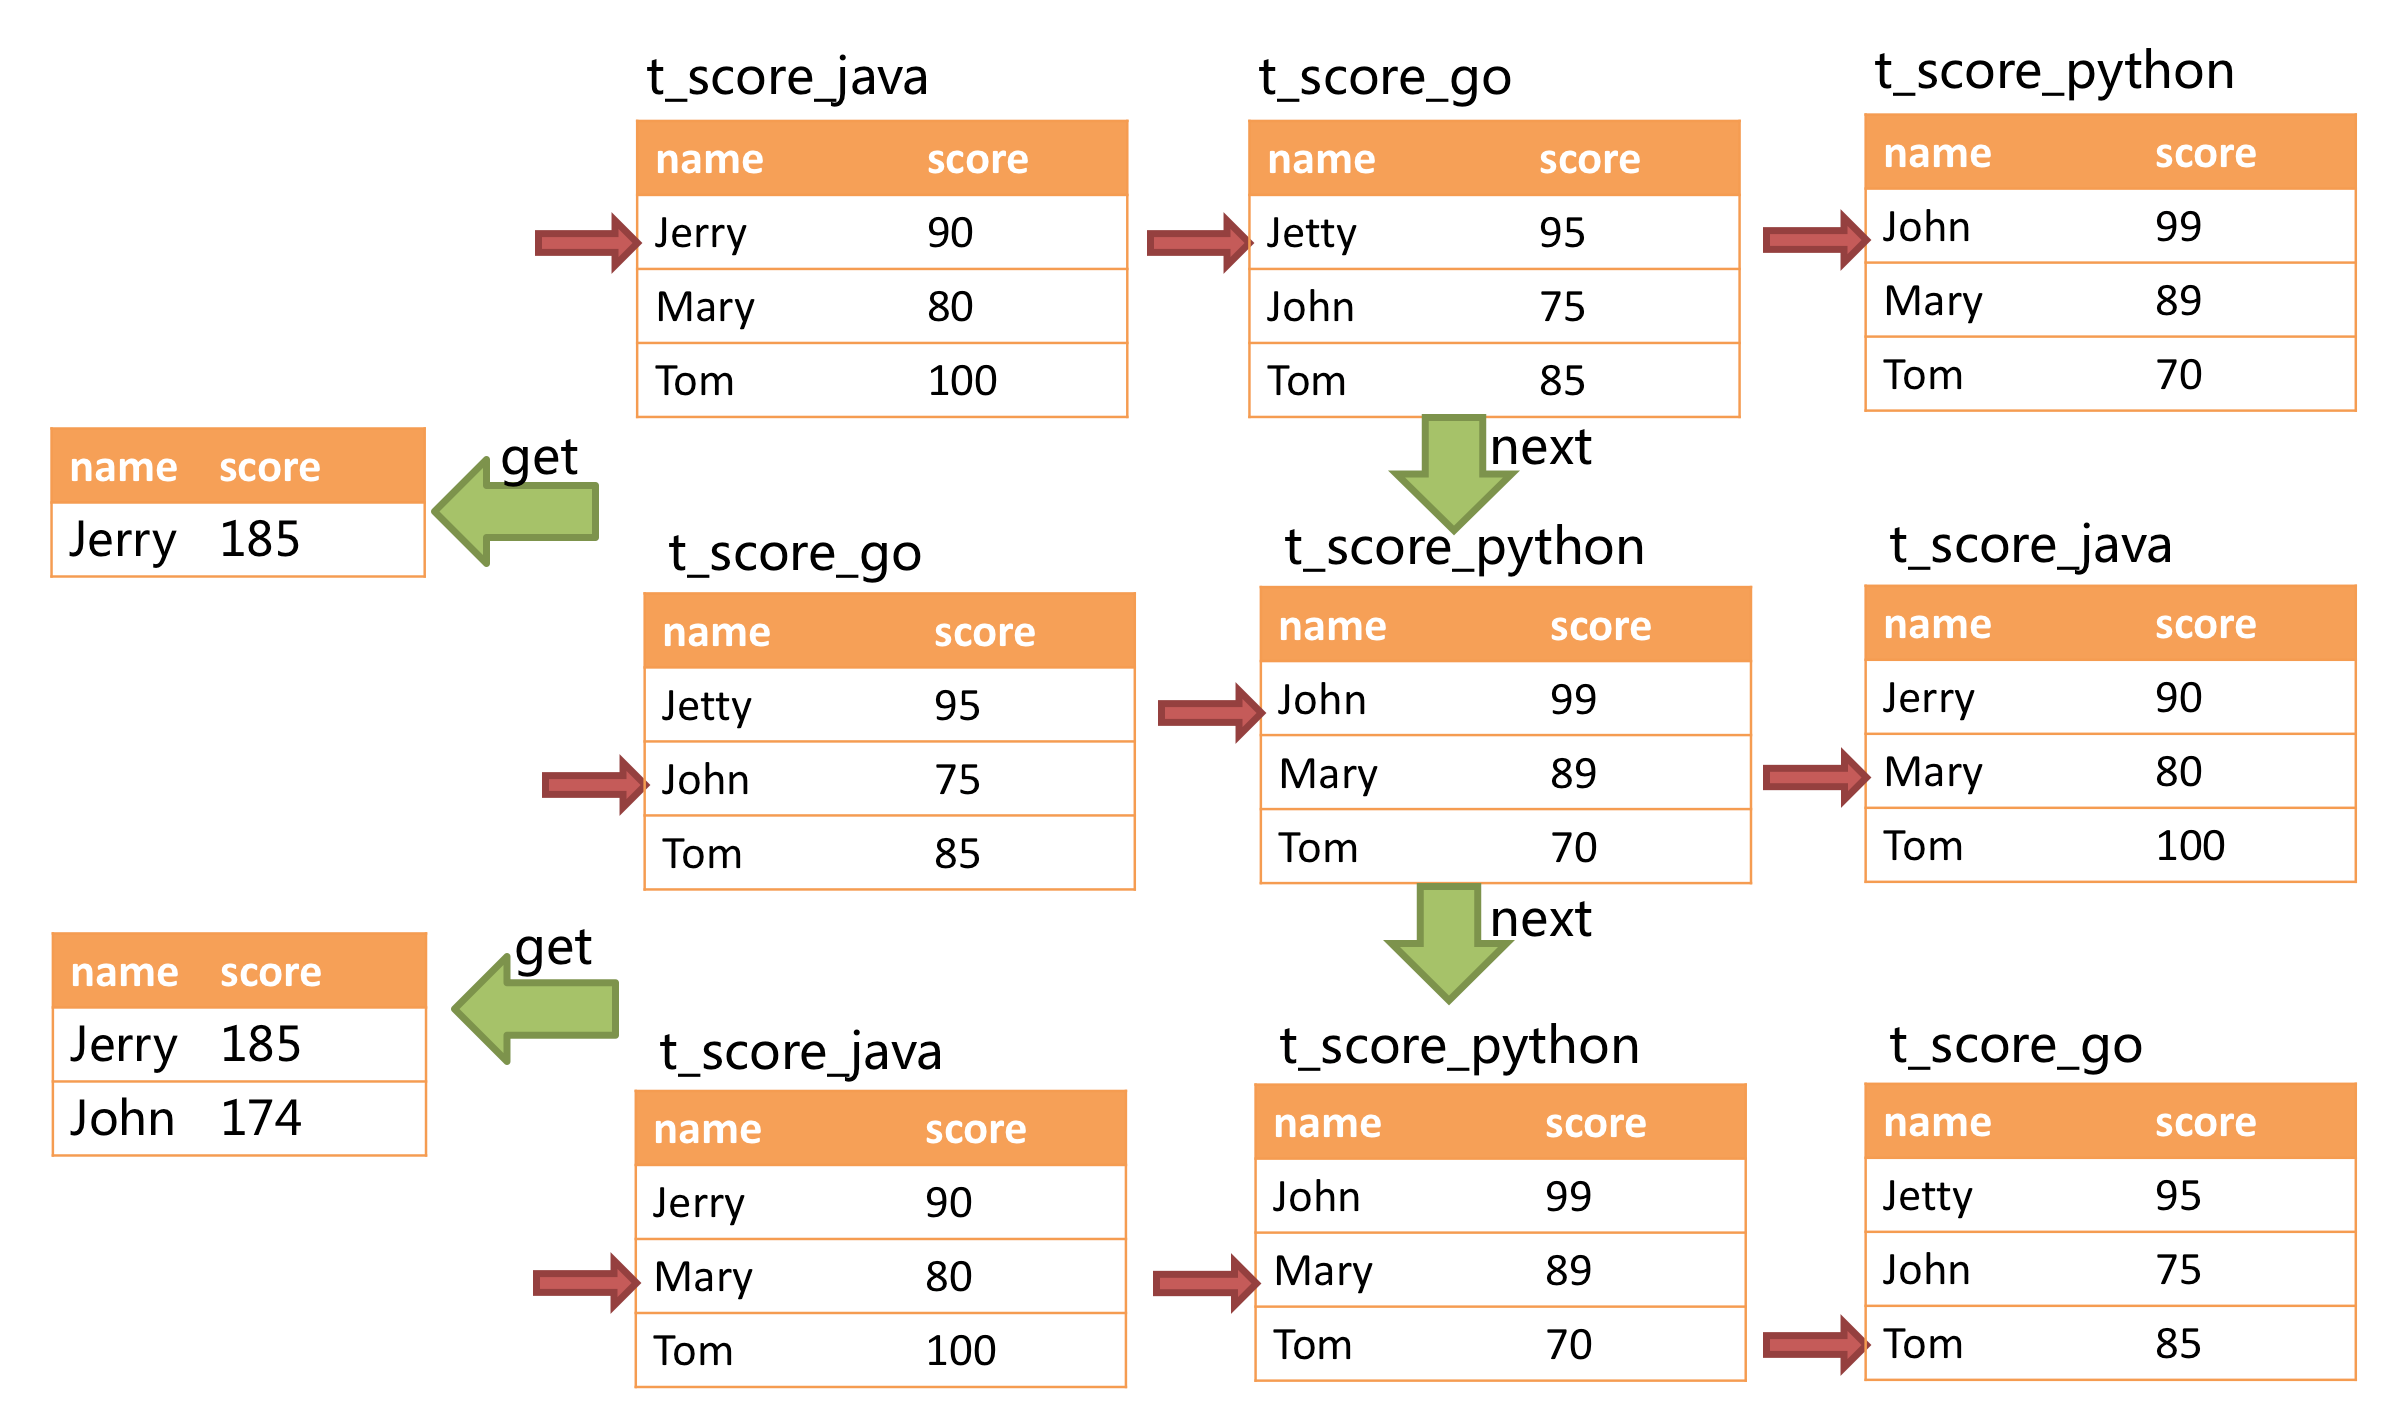 t_score_java
name score
Jerry 90
Mary 80
Tom 100
t_score_go
name score
Jetty 95
John 75
Tom 85
t_score_python
name score
John 99
Mary 89
Tom 70
next
get
name score
Jerry 185
t_score_go
name score
Jetty 95
John 75
Tom 85
t_score_python
name score
John 99
Mary 89
Tom 70
t_score_java
name score
Jerry 90
Mary 80
Tom 100
next
get
name score
Jerry 185
John 174
t_score_java
name score
Jerry 90
Mary 80
Tom 100
t_score_python
name score
John 99
Mary 89
Tom 70
t_score_go
name score
Jetty 95
John 75
Tom 85